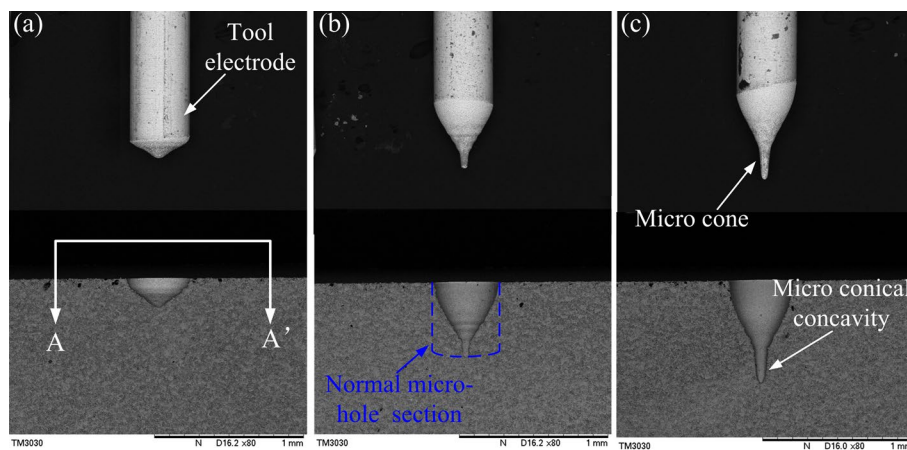 (a)
Tool
electrode
A
A'
TM3030
N
D16.2 x80
1 mm
(b)
Normal micro-
hole section
TM3030
N
D16.2 x80
1 mm
(c)
Micro cone
Micro conical
concavity
TM3030
N
D16.0 x80
1 mm